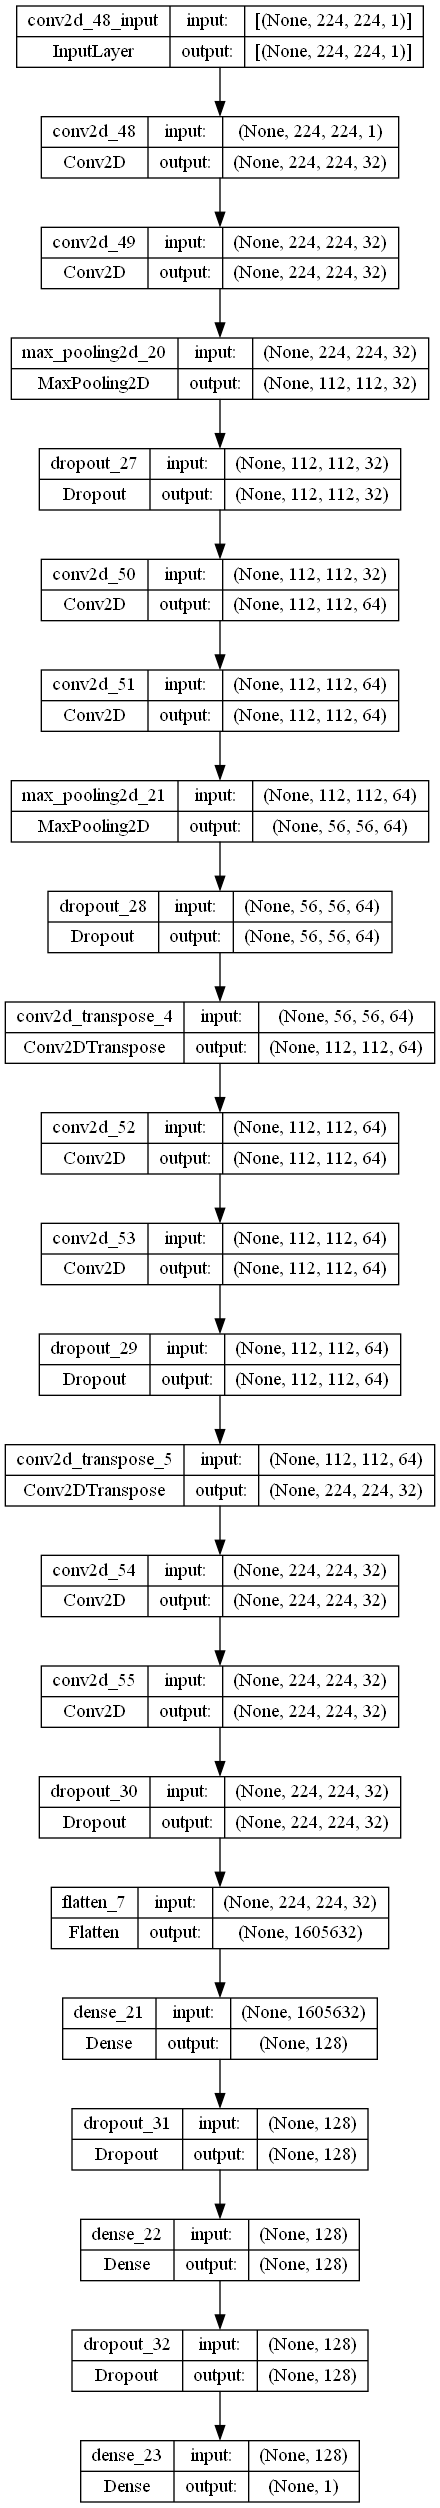 conv2d_48_input input: [(None, 224, 224, 1)]
InputLayer output: [(None, 224, 224, 1)]
conv2d_48 input: (None, 224, 224, 1)
Conv2D output: (None, 224, 224, 32)
conv2d_49 input: (None, 224, 224, 32)
Conv2D output: (None, 224, 224, 32)
max_pooling2d_20 input: (None, 224, 224, 32)
MaxPooling2D output: (None, 112, 112, 32)
dropout_27 input: (None, 112, 112, 32)
Dropout output: (None, 112, 112, 32)
conv2d_50 input: (None, 112, 112, 32)
Conv2D output: (None, 112, 112, 64)
conv2d_51 input: (None, 112, 112, 64)
Conv2D output: (None, 112, 112, 64)
max_pooling2d_21 input: (None, 112, 112, 64)
MaxPooling2D output: (None, 56, 56, 64)
dropout_28 input: (None, 56, 56, 64)
Dropout output: (None, 56, 56, 64)
conv2d_transpose_4 input: (None, 56, 56, 64)
Conv2DTranspose output: (None, 112, 112, 64)
conv2d_52 input: (None, 112, 112, 64)
Conv2D output: (None, 112, 112, 64)
conv2d_53 input: (None, 112, 112, 64)
Conv2D output: (None, 112, 112, 64)
dropout_29 input: (None, 112, 112, 64)
Dropout output: (None, 112, 112, 64)
conv2d_transpose_5 input: (None, 112, 112, 64)
Conv2DTranspose output: (None, 224, 224, 32)
conv2d_54 input: (None, 224, 224, 32)
Conv2D output: (None, 224, 224, 32)
conv2d_55 input: (None, 224, 224, 32)
Conv2D output: (None, 224, 224, 32)
dropout_30 input: (None, 224, 224, 32)
Dropout output: (None, 224, 224, 32)
flatten_7 input: (None, 224, 224, 32)
Flatten output: (None, 1605632)
dense_21 input: (None, 1605632)
Dense output: (None, 128)
dropout_31 input: (None, 128)
Dropout output: (None, 128)
dense_22 input: (None, 128)
Dense output: (None, 128)
dropout_32 input: (None, 128)
Dropout output: (None, 128)
dense_23 input: (None, 128)
Dense output: (None, 1)